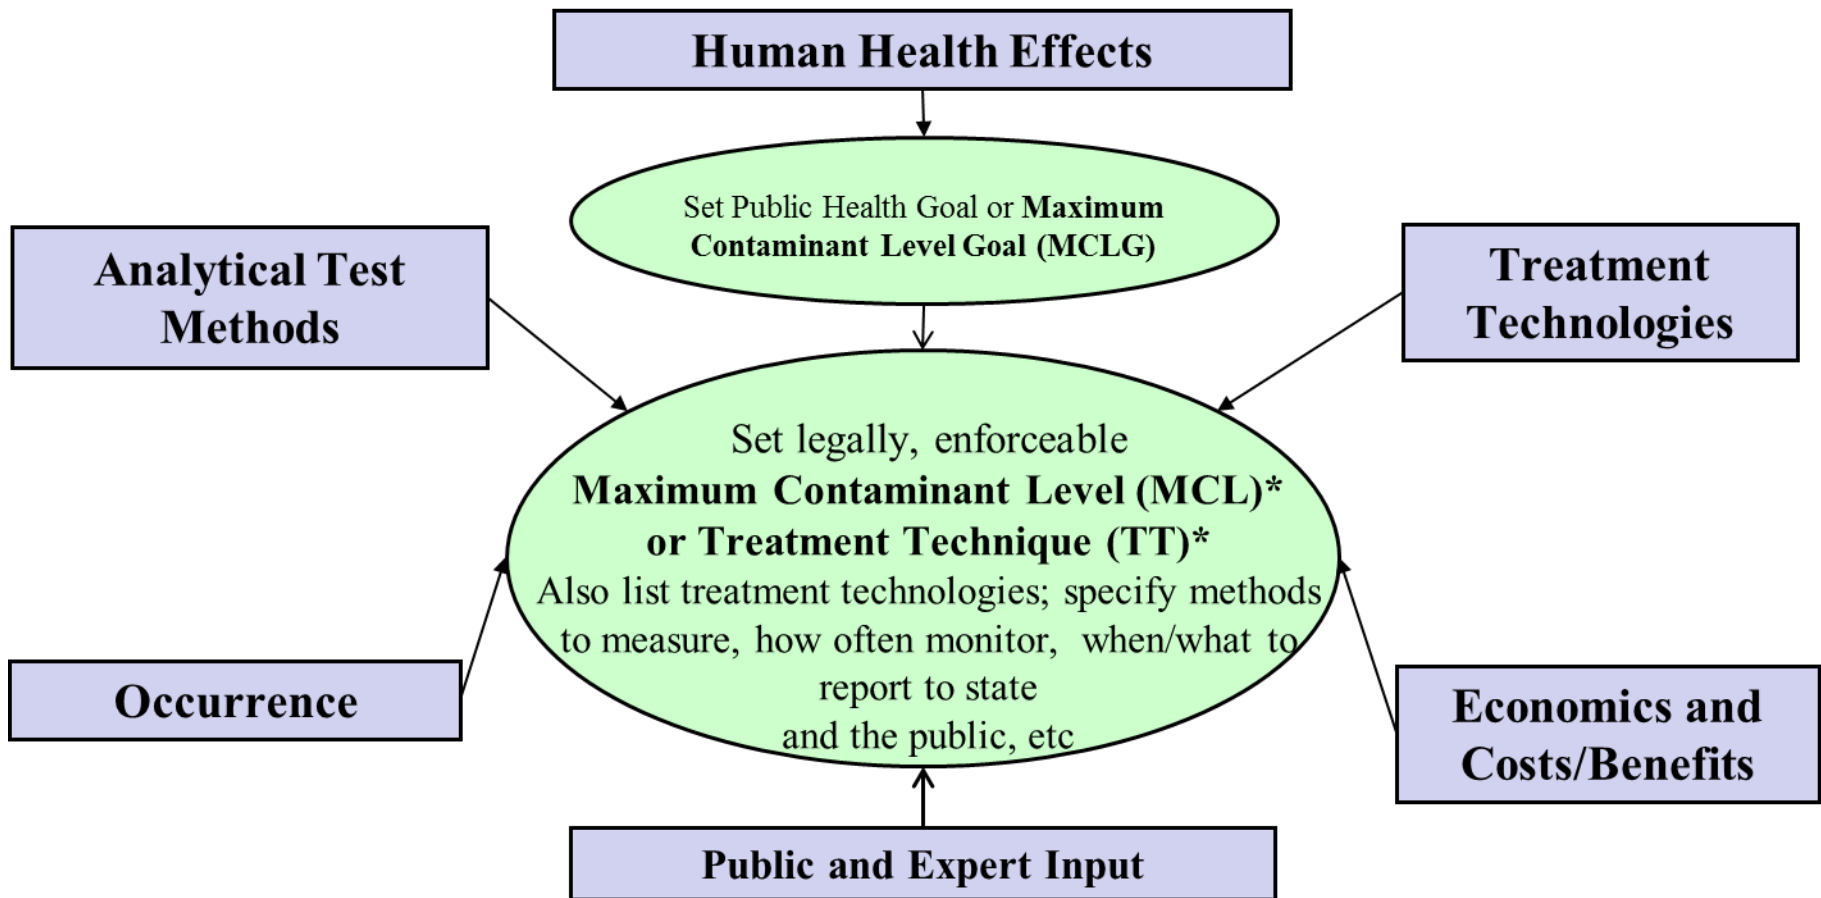 Human Health Effects
Set Public Health Goal or Maximum
Contaminant Level Goal (MCLG)
Analytical Test
Methods
Treatment
Technologies
Set legally, enforceable
Maximum Contaminant Level (MCL)*
or Treatment Technique (TT)*
Also list treatment technologies; specify methods
to measure, how often monitor, when/what to
report to state
and the public, etc
Occurrence
Economics and
Costs/Benefits
Public and Expert Input